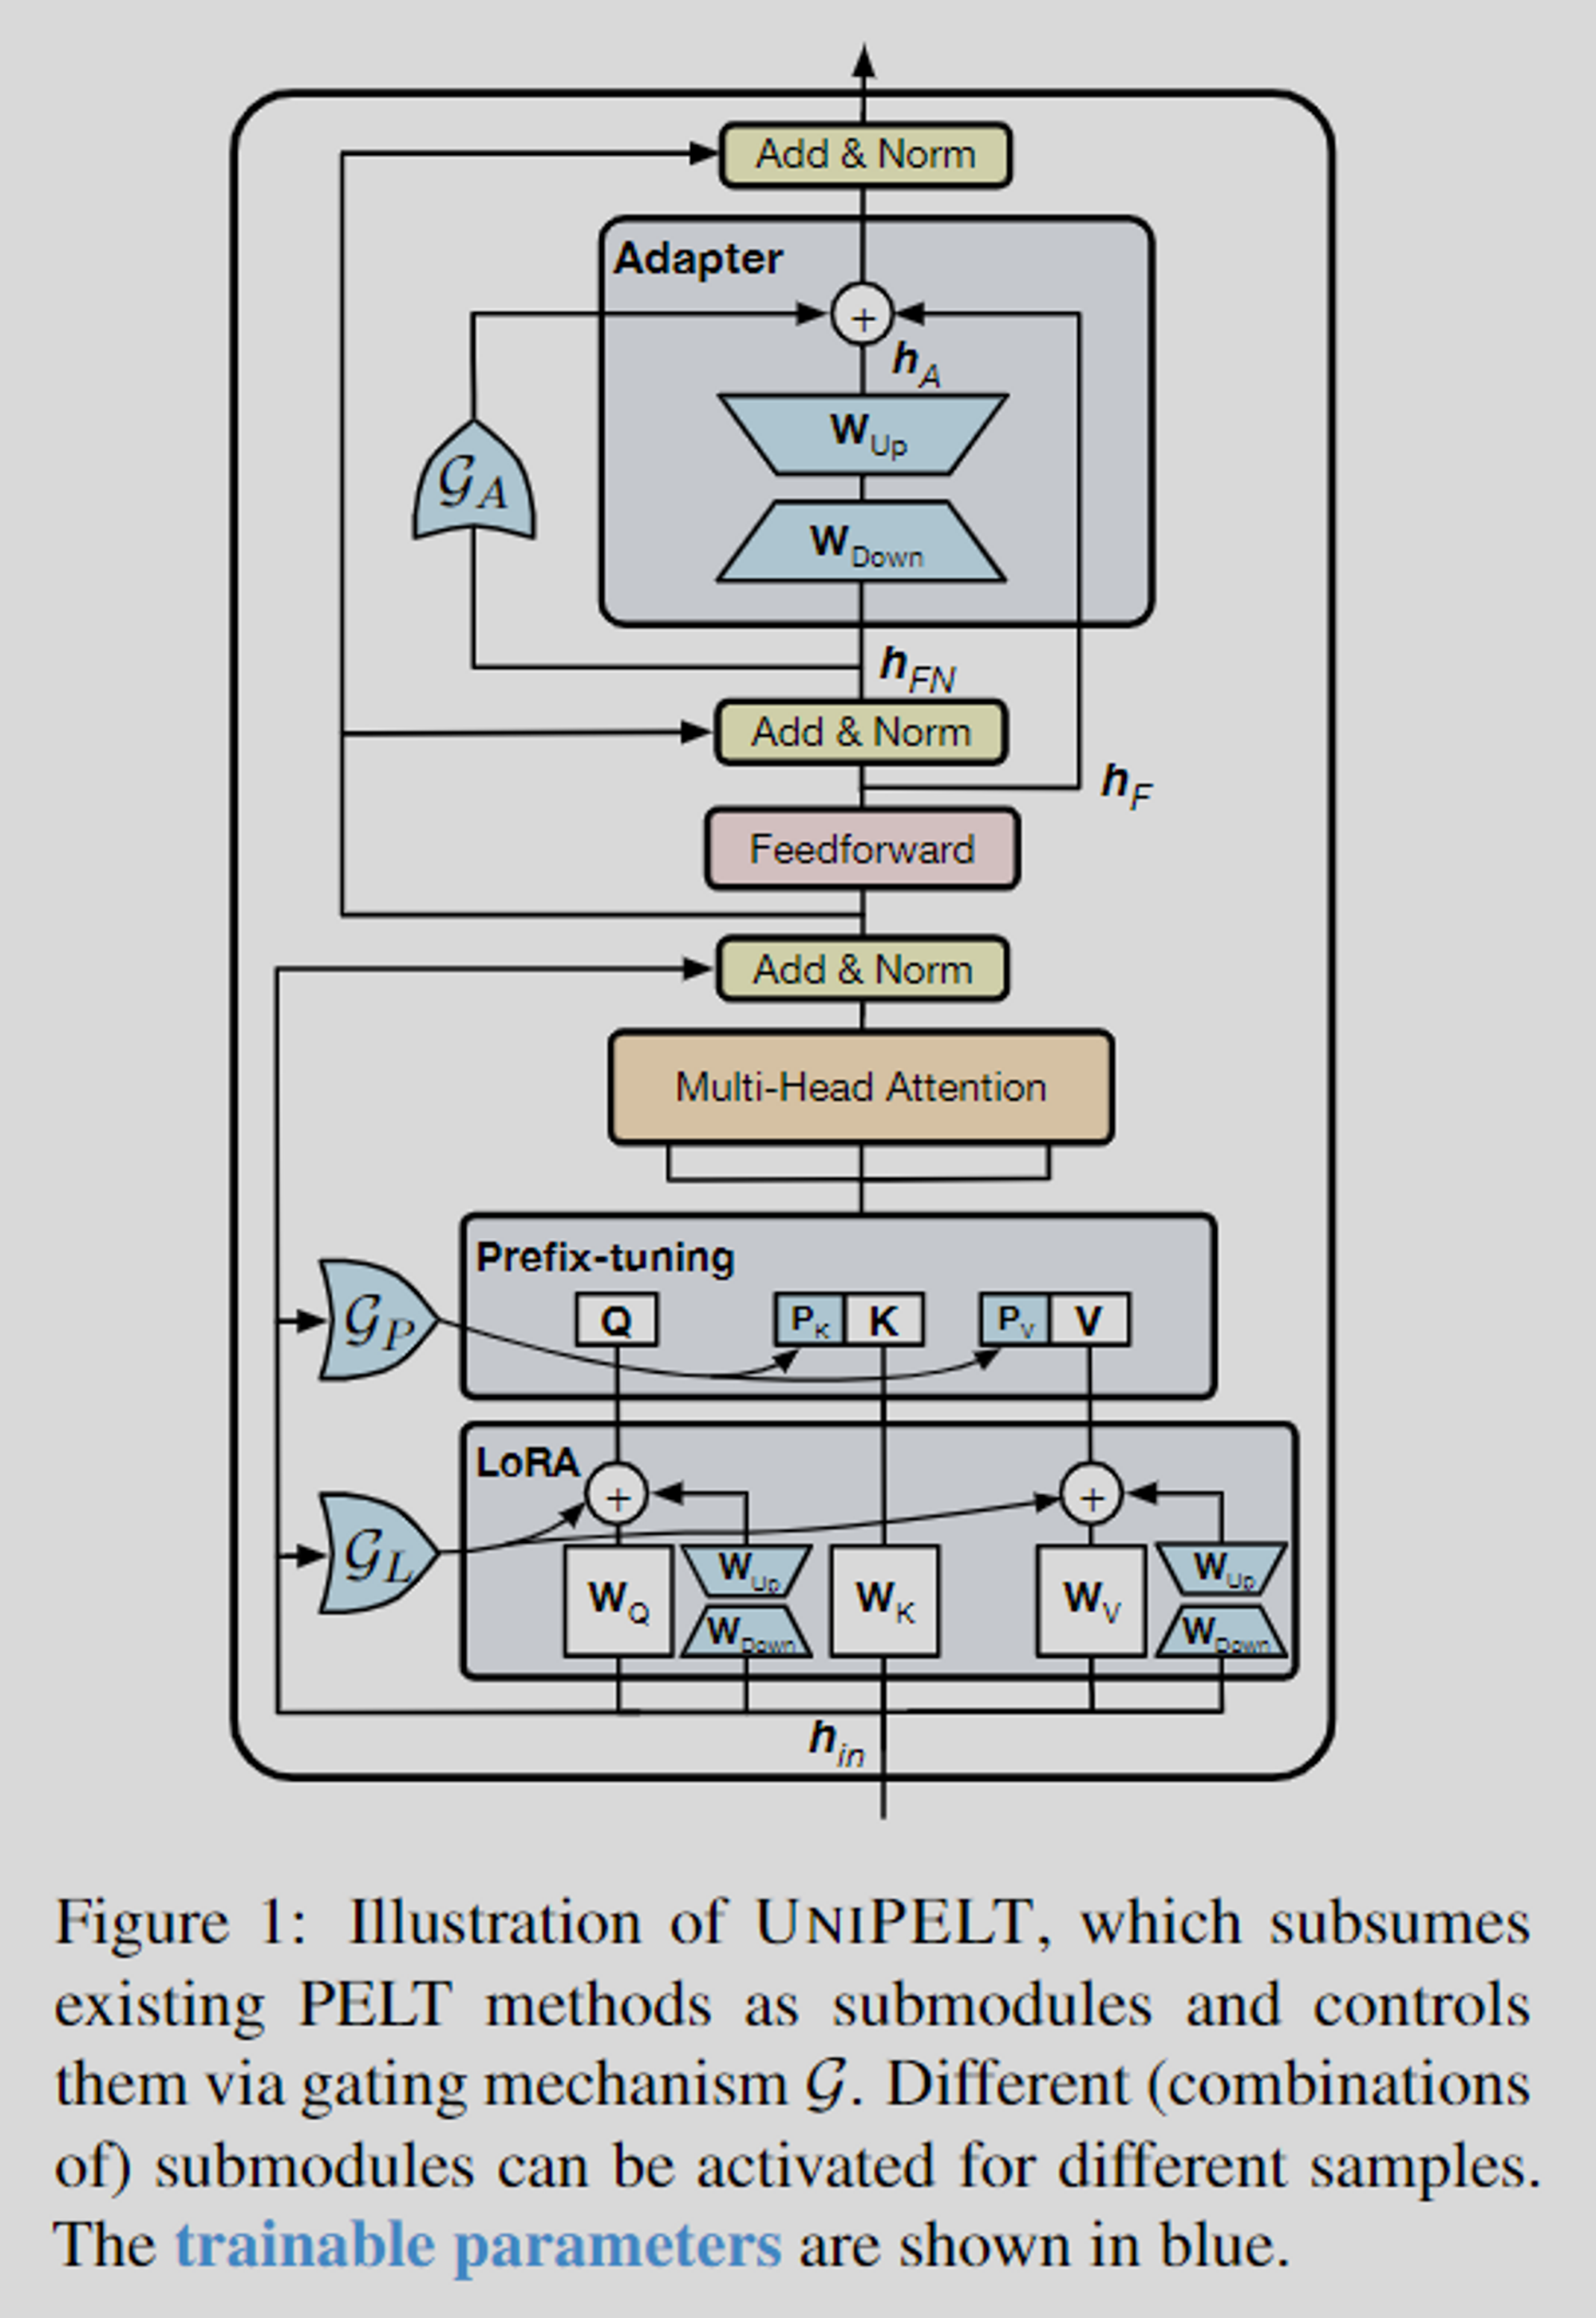 Add & Norm
Adapter
+
h_A
W_Up
𝒢_A
W_Down
h_FN
Add & Norm
h_F
Feedforward
Add & Norm
Multi-Head Attention
Prefix-tuning
𝒢_P
Q P_K K P_V V
LoRA
+ +
𝒢_L
W_Q W_Up W_K W_V W_Up
W_Down W_Down
h_in
Figure 1: Illustration of UNIPELT, which subsumes
existing PELT methods as submodules and controls
them via gating mechanism 𝒢. Different (combinations
of) submodules can be activated for different samples.
The trainable parameters are shown in blue.